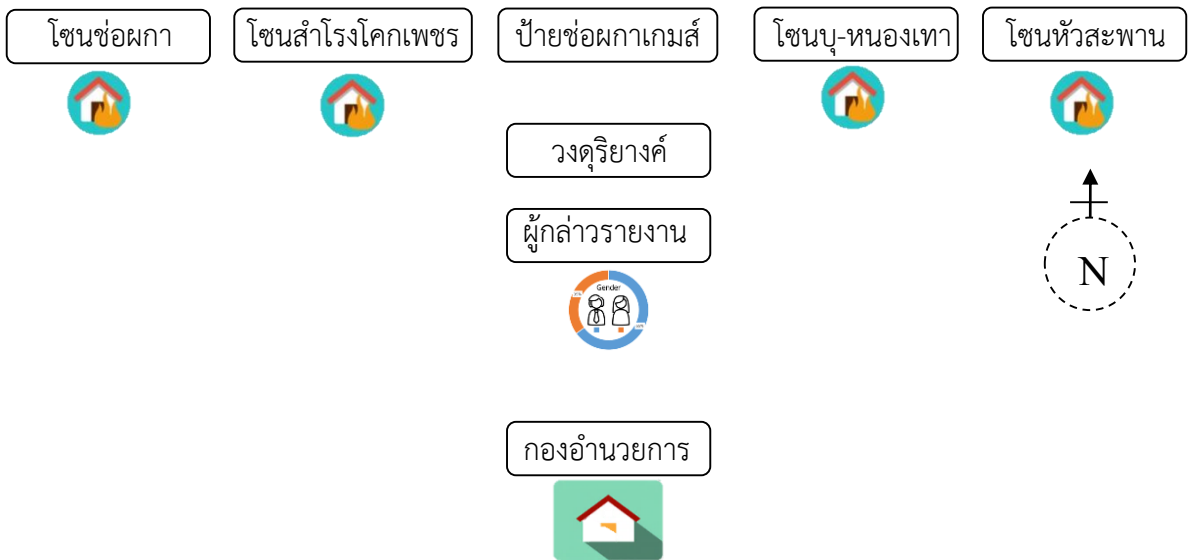 โซนช่อผกา
โซนสำโรงโคกเพชร
ป้ายช่อผกาเกมส์
โซนบุ-หนองเทา
โซนหัวสะพาน
วงดุริยางค์
ผู้กล่าวรายงาน
Gender
N
กองอำนวยการ